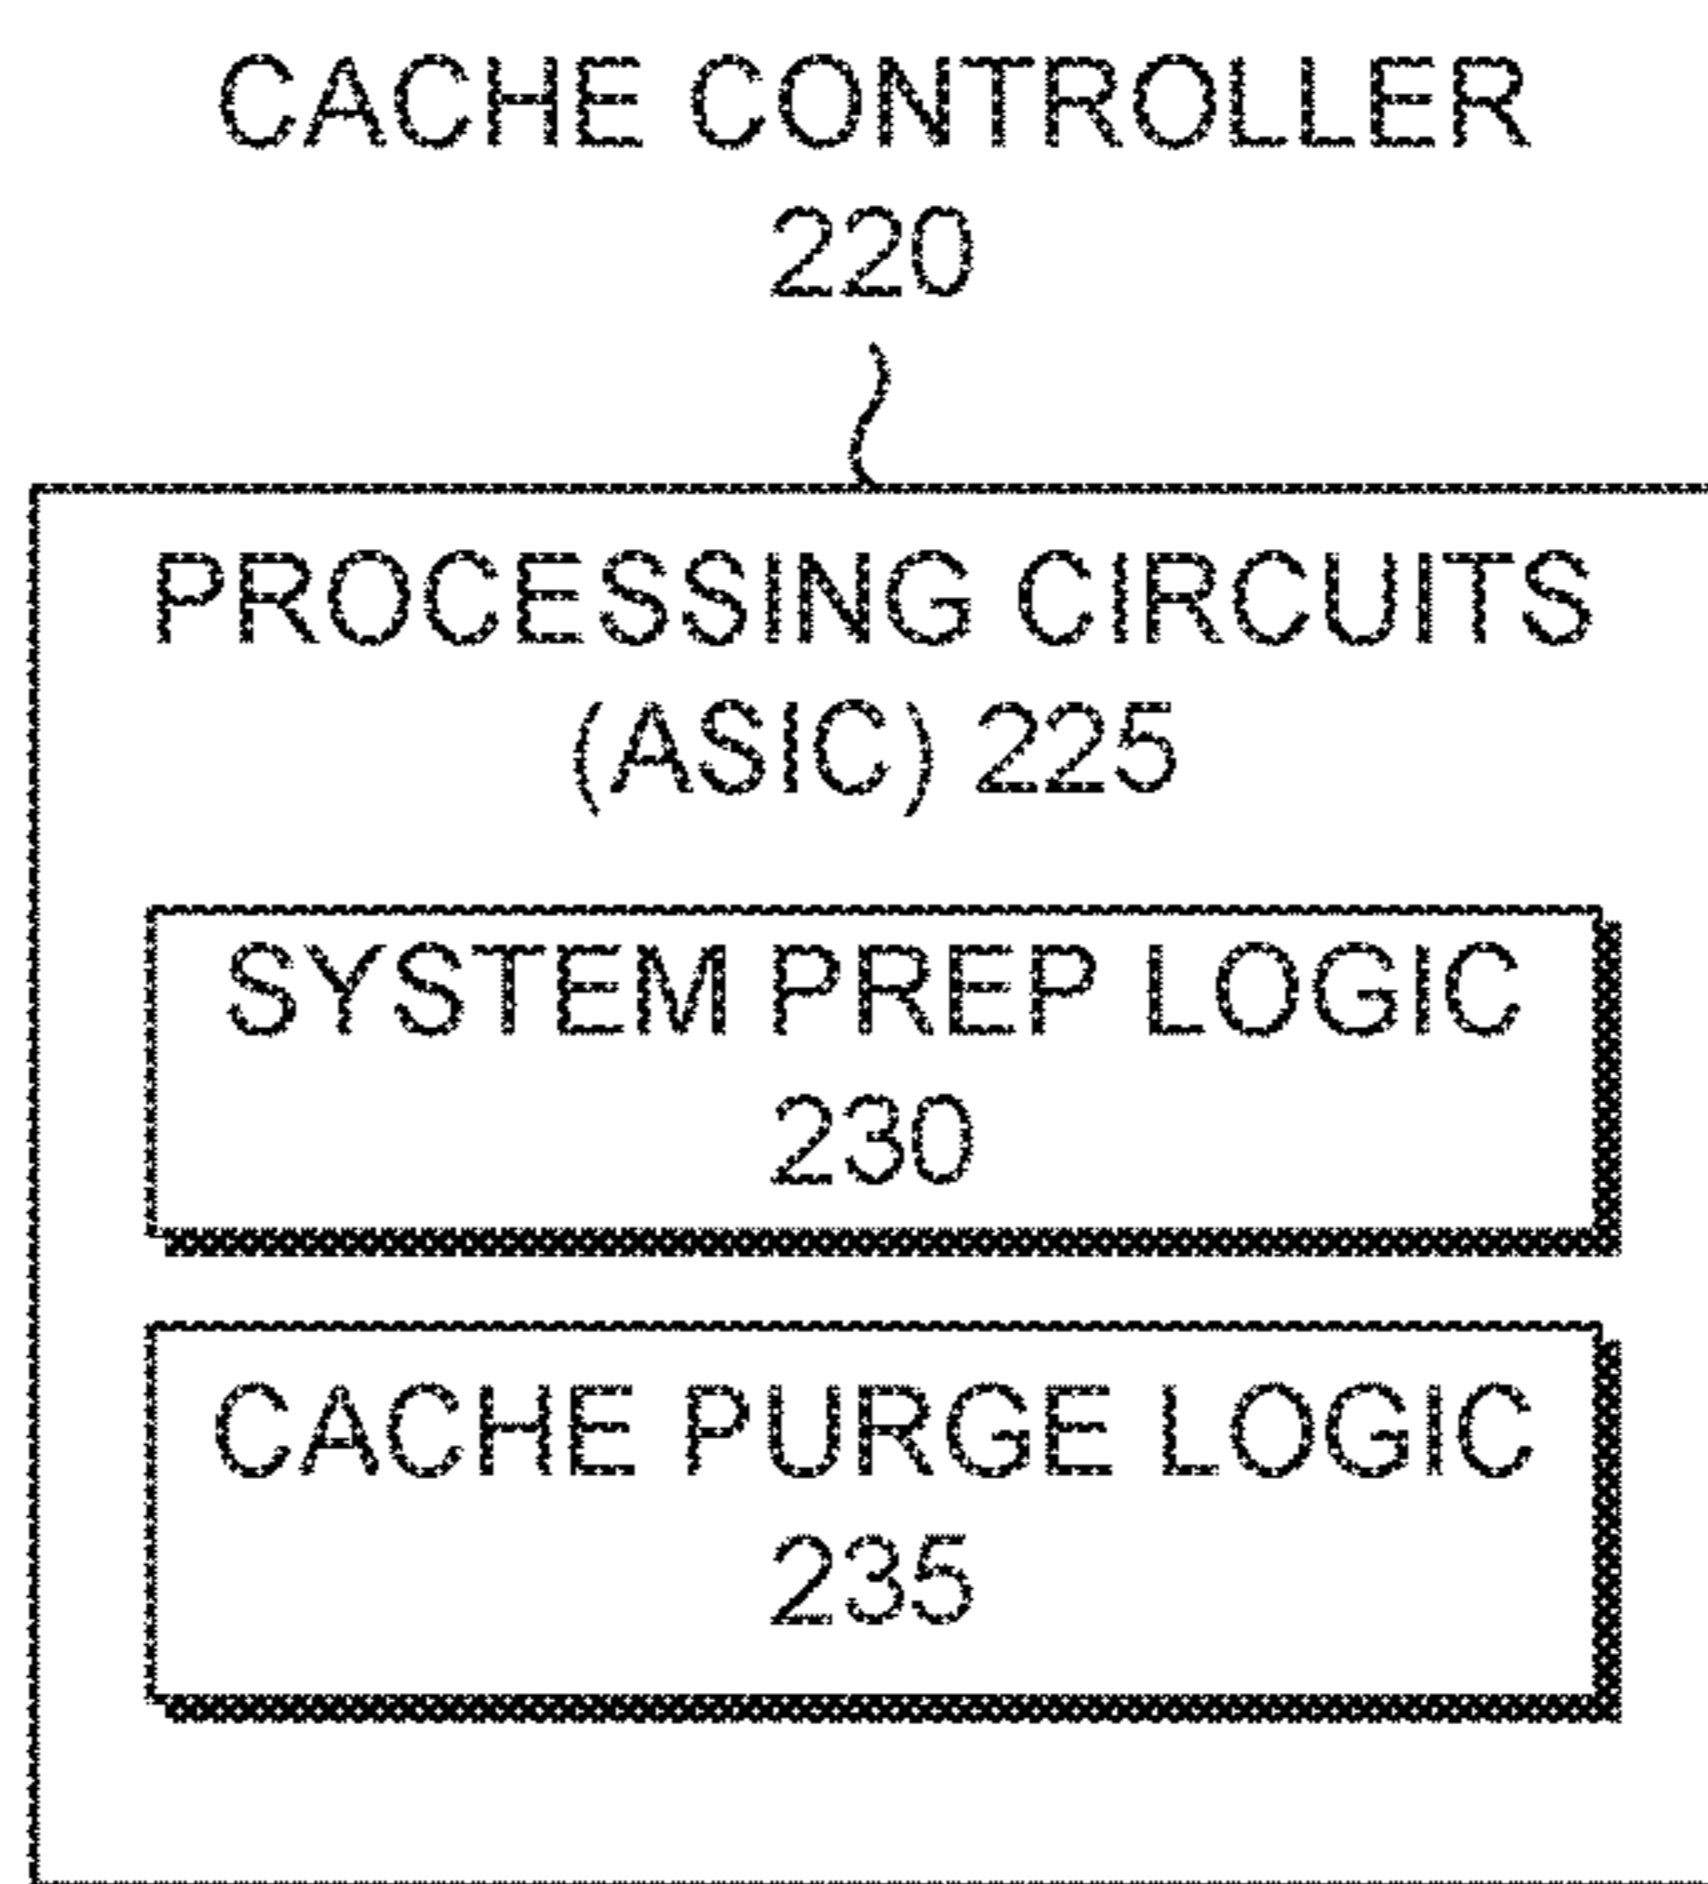 CACHE CONTROLLER
220
PROCESSING CIRCUITS
(ASIC) 225
SYSTEM PREP LOGIC
230
CACHE PURGE LOGIC
235